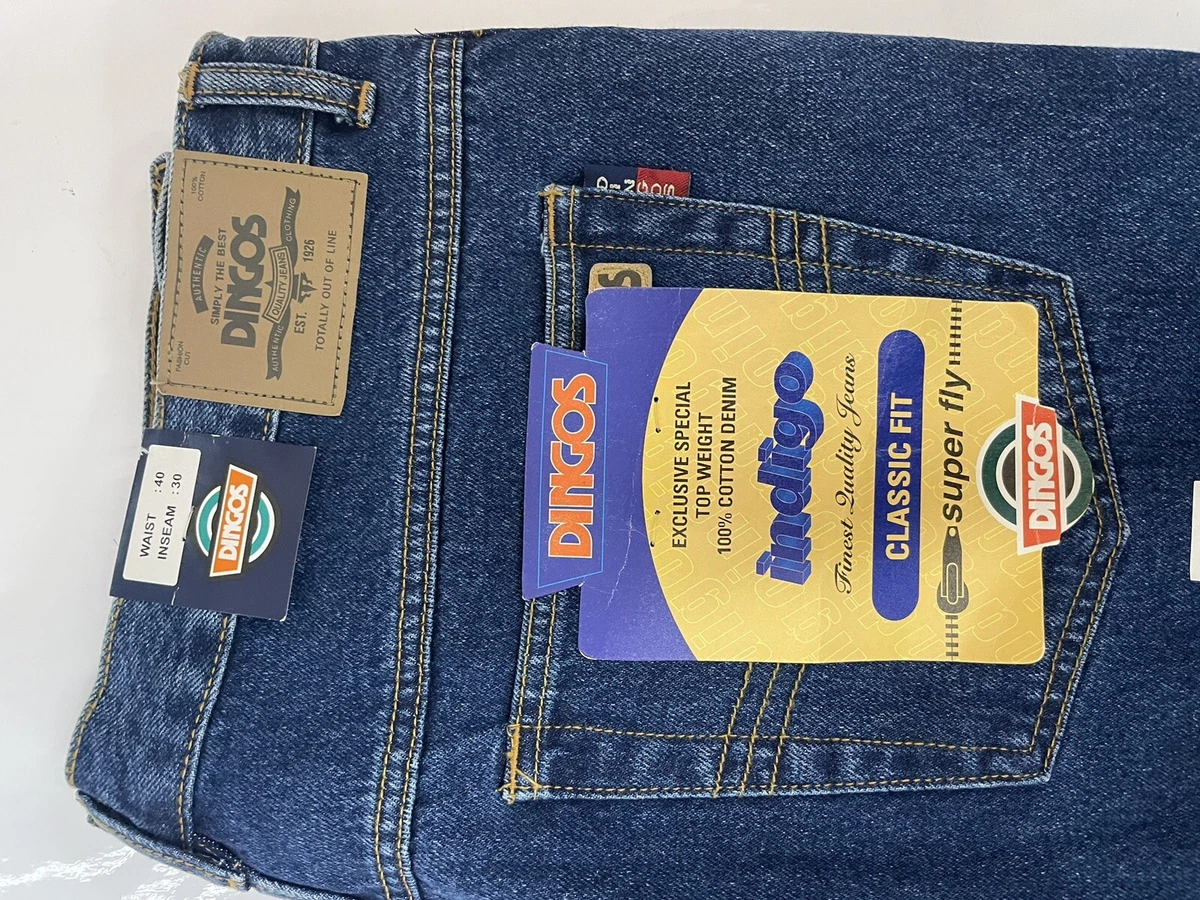 100%
COTTON
FASHION
CUT
AUTHENTIC
SIMPLY THE BEST
DINGOS
QUALITY JEANS
AUTHENTIC
CLOTHING
EST.
1926
TOTALLY OUT OF LINE
WAIST :40
INSEAM :30
DINGOS
DINGOS
DINGOS
EXCLUSIVE SPECIAL
TOP WEIGHT
100% COTTON DENIM
indigo
Finest Quality Jeans
CLASSIC FIT
super fly
DINGOS